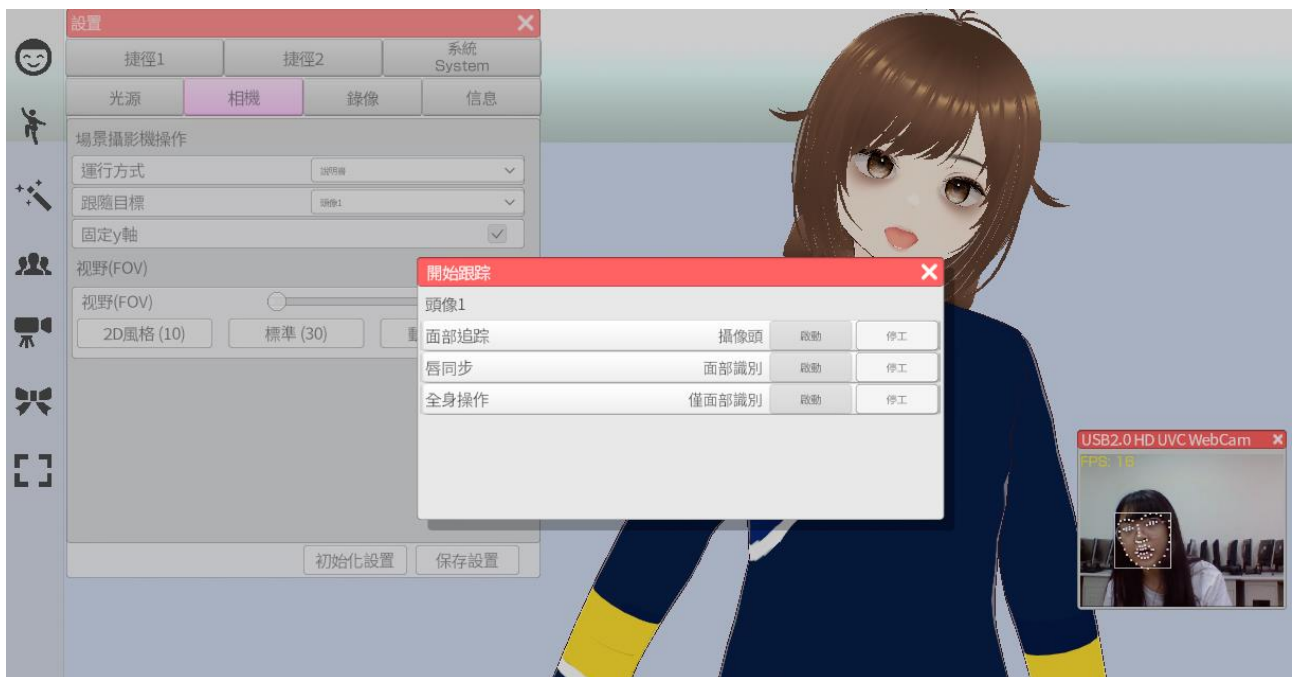 設置
捷徑1 捷徑2 系統
System
光源 相機 錄像 信息
場景攝影機操作
運行方式 説明書
跟隨目標 頭像1
固定y軸
视野(FOV)
视野(FOV)
2D風格 (10) 標準 (30)
初始化設置 保存設置
開始跟踪
頭像1
面部追踪 攝像頭 啟動 停工
唇同步 面部識別 啟動 停工
全身操作 僅面部識別 啟動 停工
USB2.0 HD UVC WebCam
FPS: 18